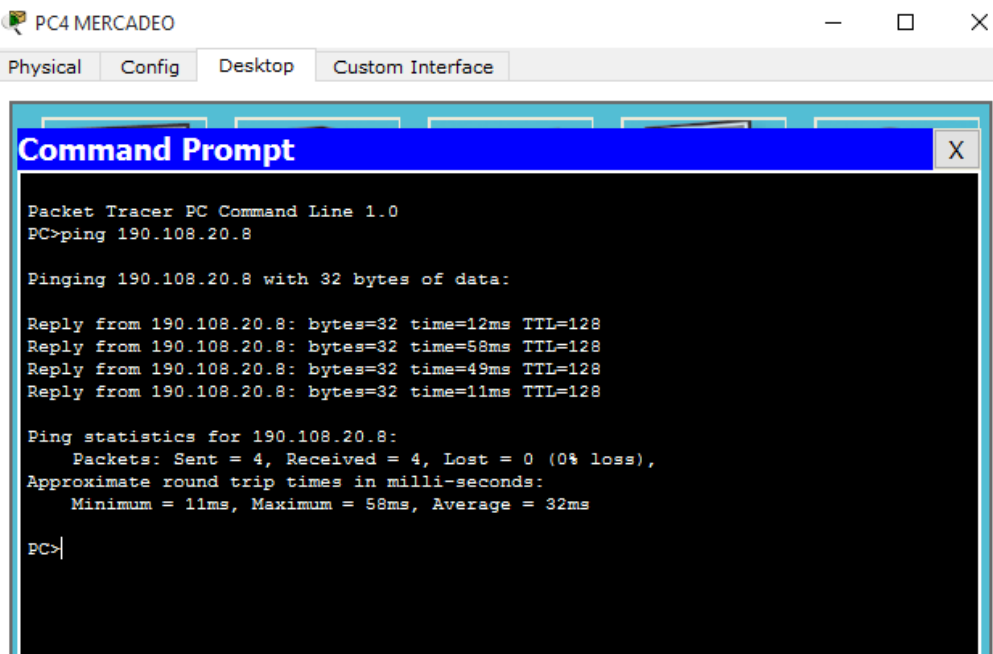 PC4 MERCADEO
Physical Config Desktop Custom Interface
Command Prompt X
Packet Tracer PC Command Line 1.0
PC>ping 190.108.20.8
Pinging 190.108.20.8 with 32 bytes of data:
Reply from 190.108.20.8: bytes=32 time=12ms TTL=128
Reply from 190.108.20.8: bytes=32 time=58ms TTL=128
Reply from 190.108.20.8: bytes=32 time=49ms TTL=128
Reply from 190.108.20.8: bytes=32 time=11ms TTL=128
Ping statistics for 190.108.20.8:
Packets: Sent = 4, Received = 4, Lost = 0 (0% loss),
Approximate round trip times in milli-seconds:
Minimum = 11ms, Maximum = 58ms, Average = 32ms
PC>